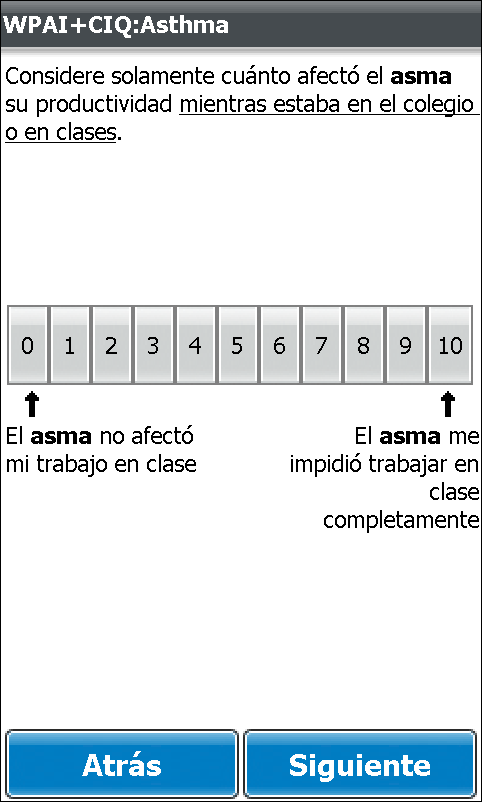 WPAI+CIQ:Asthma
Considere solamente cuánto afectó el asma
su productividad mientras estaba en el colegio
o en clases.
0 1 2 3 4 5 6 7 8 9 10
El asma no afectó
mi trabajo en clase
El asma me
impidió trabajar en
clase
completamente
Atrás Siguiente